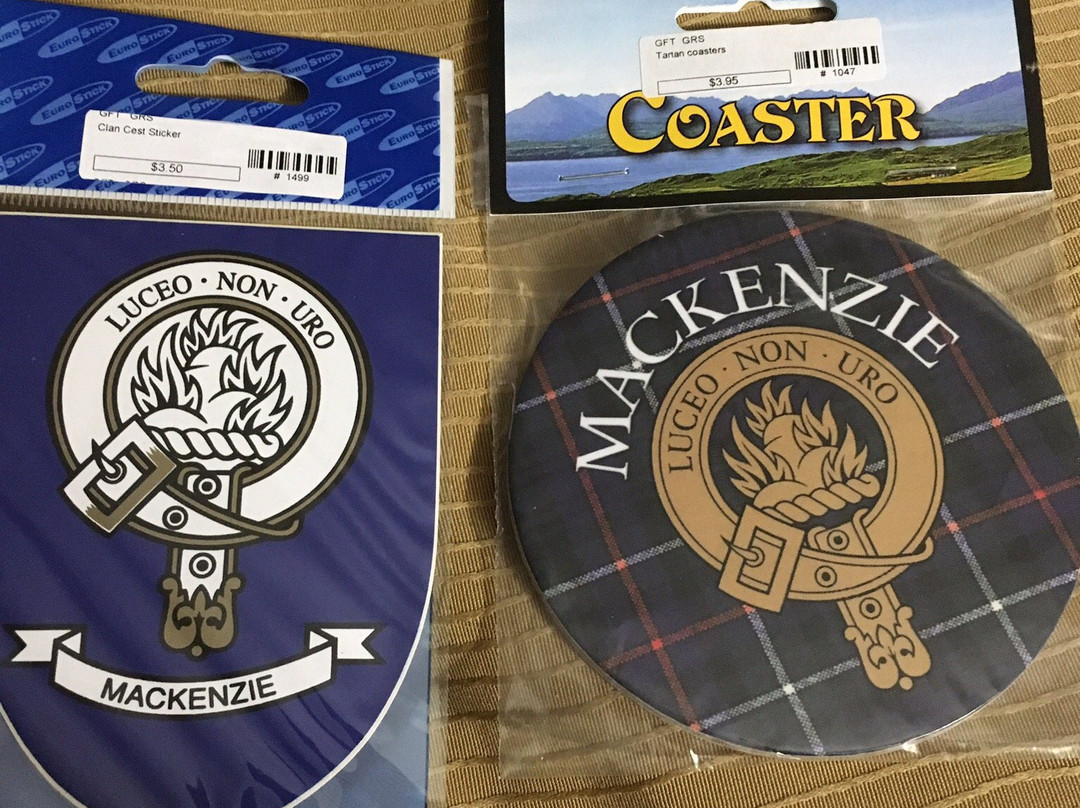 EUROSTICK
GFT GRS
Clan Cest Sticker
$3.50
# 1499
LUCEO · NON · URO
MACKENZIE
GFT GRS
Tartan coasters
$3.95
# 1047
COASTER
MACKENZIE
LUCEO · NON · URO